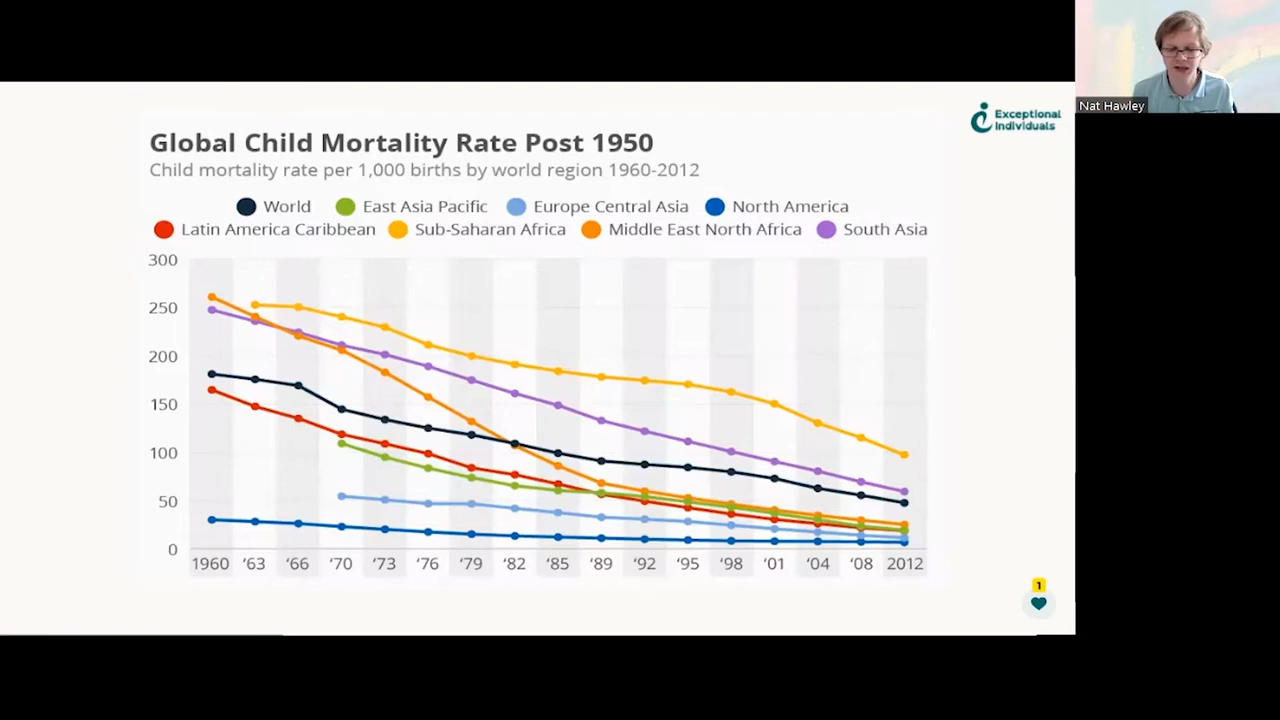 Nat Hawley
Exceptional
Individuals
Global Child Mortality Rate Post 1950
Child mortality rate per 1,000 births by world region 1960-2012
World East Asia Pacific Europe Central Asia North America
Latin America Caribbean Sub-Saharan Africa Middle East North Africa South Asia
300
250
200
150
100
50
0
1960 ‘63 ‘66 ‘70 ‘73 ‘76 ‘79 ‘82 ‘85 ‘89 ‘92 ‘95 ‘98 ‘01 ‘04 ‘08 2012
1